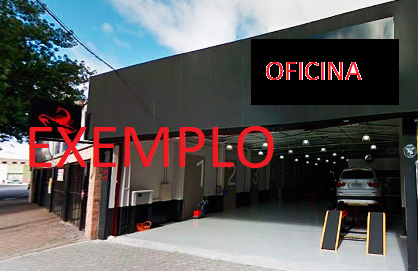 OFICINA
EXEMPLO
1 2 3